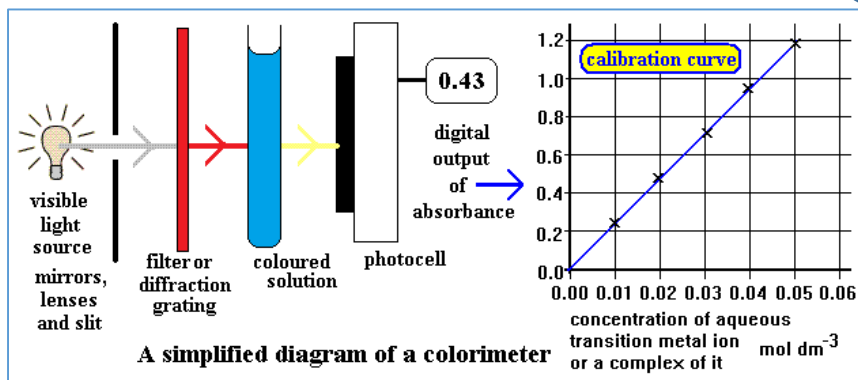 visible
light
source
mirrors,
lenses
and slit
filter or
diffraction
grating
coloured
solution
photocell
0.43
digital
output
of
absorbance
A simplified diagram of a colorimeter
calibration curve
1.2
1.0
0.8
0.6
0.4
0.2
0.0
0.00 0.01 0.02 0.03 0.04 0.05 0.06
concentration of aqueous
transition metal ion mol dm⁻³
or a complex of it